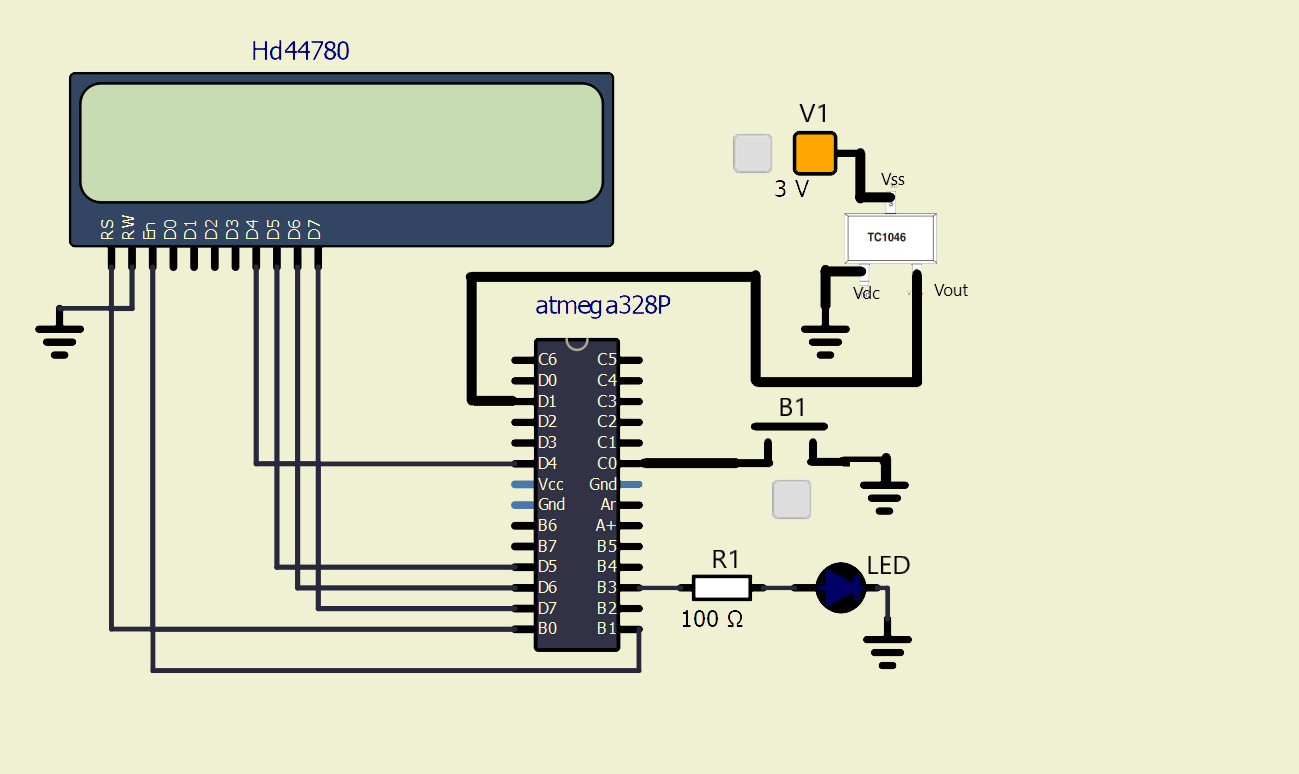 Hd44780
RS RW En D0 D1 D2 D3 D4 D5 D6 D7
V1
3 V
Vss
TC1046
Vdc
Vout
atmega328P
C6 C5
D0 C4
D1 C3
D2 C2
D3 C1
D4 C0
Vcc Gnd
Gnd Ar
B6 A+
B7 B5
D5 B4
D6 B3
D7 B2
B0 B1
B1
R1
100 Ω
LED